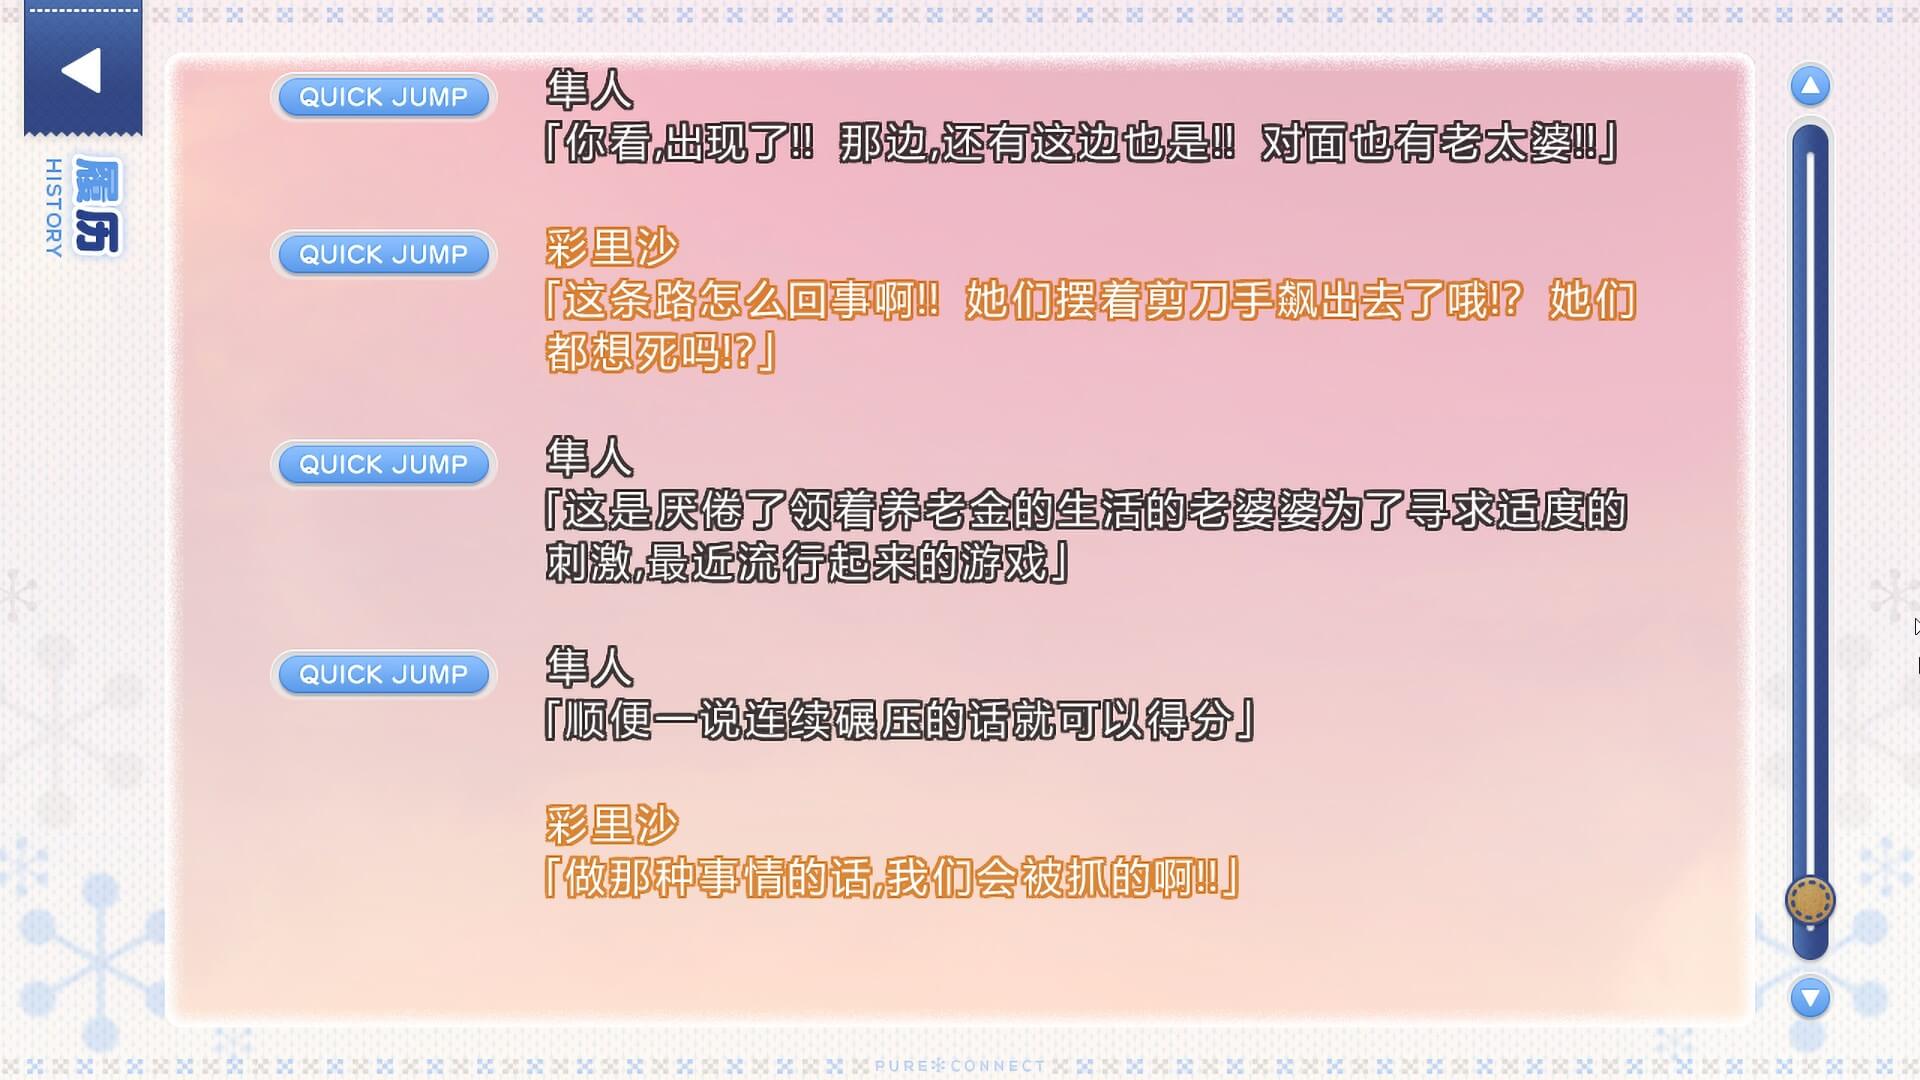 履历
HISTORY
QUICK JUMP
隼人
「你看,出现了!! 那边,还有这边也是!! 对面也有老太婆!!」
QUICK JUMP
彩里沙
「这条路怎么回事啊!! 她们摆着剪刀手飙出去了哦!? 她们
都想死吗!?」
QUICK JUMP
隼人
「这是厌倦了领着养老金的生活的老婆婆为了寻求适度的
刺激,最近流行起来的游戏」
QUICK JUMP
隼人
「顺便一说连续碾压的话就可以得分」
彩里沙
「做那种事情的话,我们会被抓的啊!!」
PURE＊CONNECT